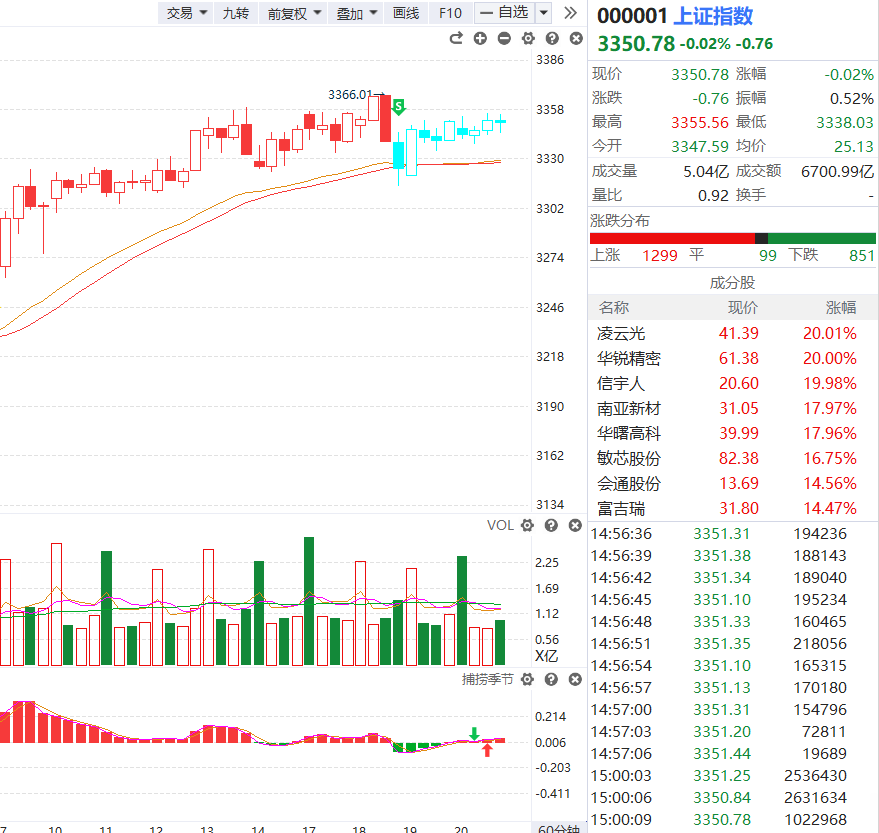 交易 九转 前复权 叠加 画线 F10 一 自选
3386
3366.01
S
3358
3330
3302
3274
3246
3218
3190
3162
3134
VOL
2.25
1.69
1.12
0.56
X亿
捕捞季节
0.214
0.006
-0.203
-0.411
7 10 11 12 13 14 17 18 19 20 60分钟
000001 上证指数
3350.78 -0.02% -0.76
现价 3350.78 涨幅 -0.02%
涨跌 -0.76 振幅 0.52%
最高 3355.56 最低 3338.03
今开 3347.59 均价 25.13
成交量 5.04亿 成交额 6700.99亿
量比 0.92 换手 -
涨跌分布
上涨 1299 平 99 下跌 851
成分股
名称 现价 涨幅
凌云光 41.39 20.01%
华锐精密 61.38 20.00%
信宇人 20.60 19.98%
南亚新材 31.05 17.97%
华曙高科 39.99 17.96%
敏芯股份 82.38 16.75%
会通股份 13.69 14.56%
富吉瑞 31.80 14.47%
14:56:36 3351.31 194236
14:56:39 3351.38 188143
14:56:42 3351.34 189040
14:56:45 3351.10 195234
14:56:48 3351.33 160465
14:56:51 3351.35 218056
14:56:54 3351.10 165315
14:56:57 3351.13 170180
14:57:00 3351.31 154796
14:57:03 3351.20 72811
14:57:06 3351.44 19689
15:00:03 3351.25 2536430
15:00:06 3350.84 2631634
15:00:09 3350.78 1022968